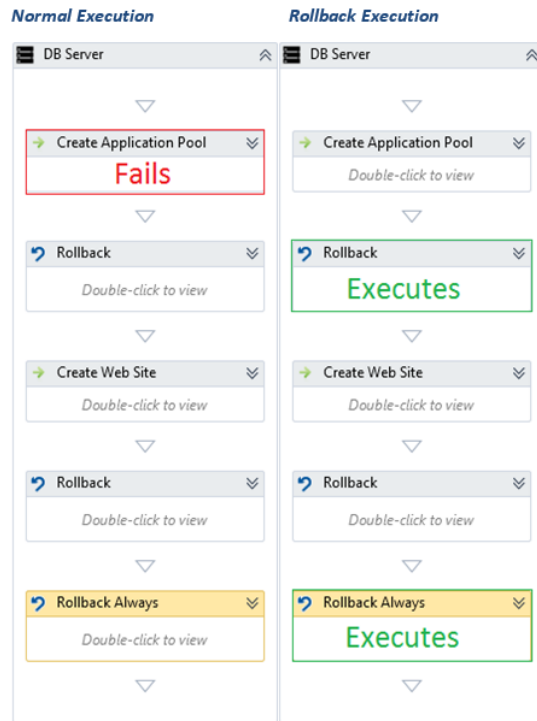 Normal Execution
DB Server
Create Application Pool
Fails
Rollback
Double-click to view
Create Web Site
Double-click to view
Rollback
Double-click to view
Rollback Always
Double-click to view
Rollback Execution
DB Server
Create Application Pool
Double-click to view
Rollback
Executes
Create Web Site
Double-click to view
Rollback
Double-click to view
Rollback Always
Executes